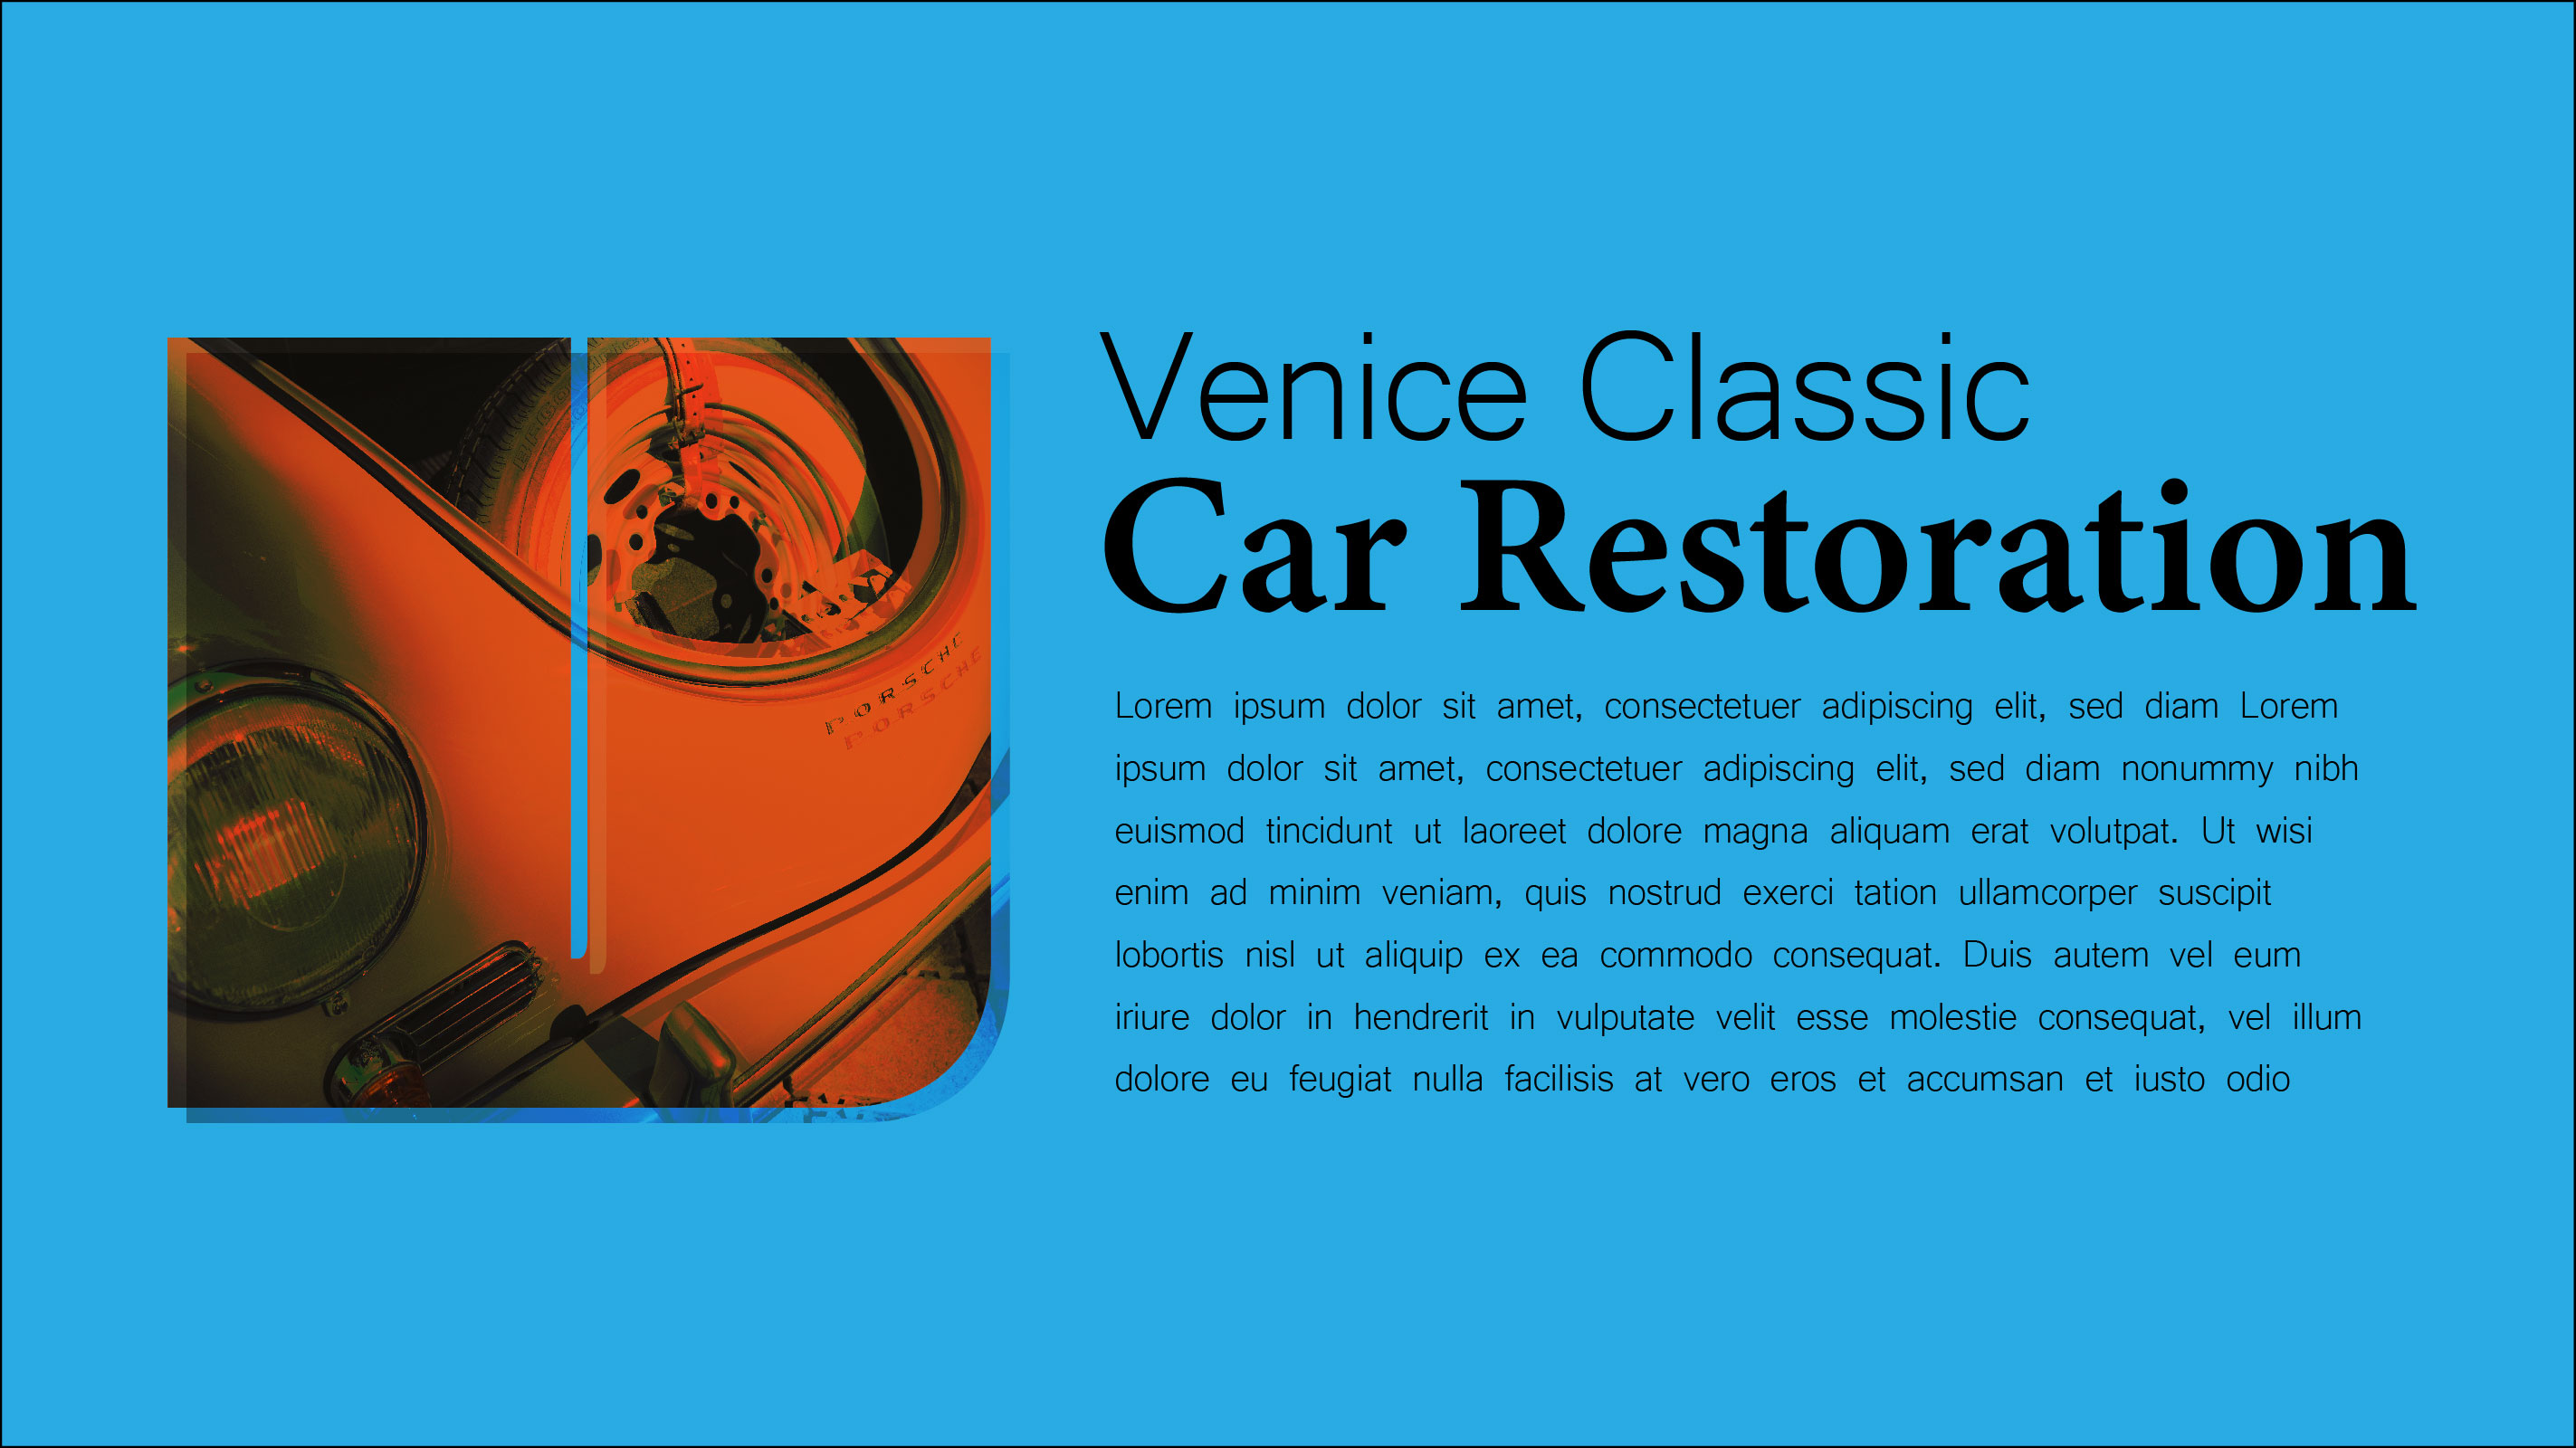 Venice Classic
Car Restoration
Lorem ipsum dolor sit amet, consectetuer adipiscing elit, sed diam Lorem
ipsum dolor sit amet, consectetuer adipiscing elit, sed diam nonummy nibh
euismod tincidunt ut laoreet dolore magna aliquam erat volutpat. Ut wisi
enim ad minim veniam, quis nostrud exerci tation ullamcorper suscipit
lobortis nisl ut aliquip ex ea commodo consequat. Duis autem vel eum
iriure dolor in hendrerit in vulputate velit esse molestie consequat, vel illum
dolore eu feugiat nulla facilisis at vero eros et accumsan et iusto odio
PORSCHE
PORSCHE